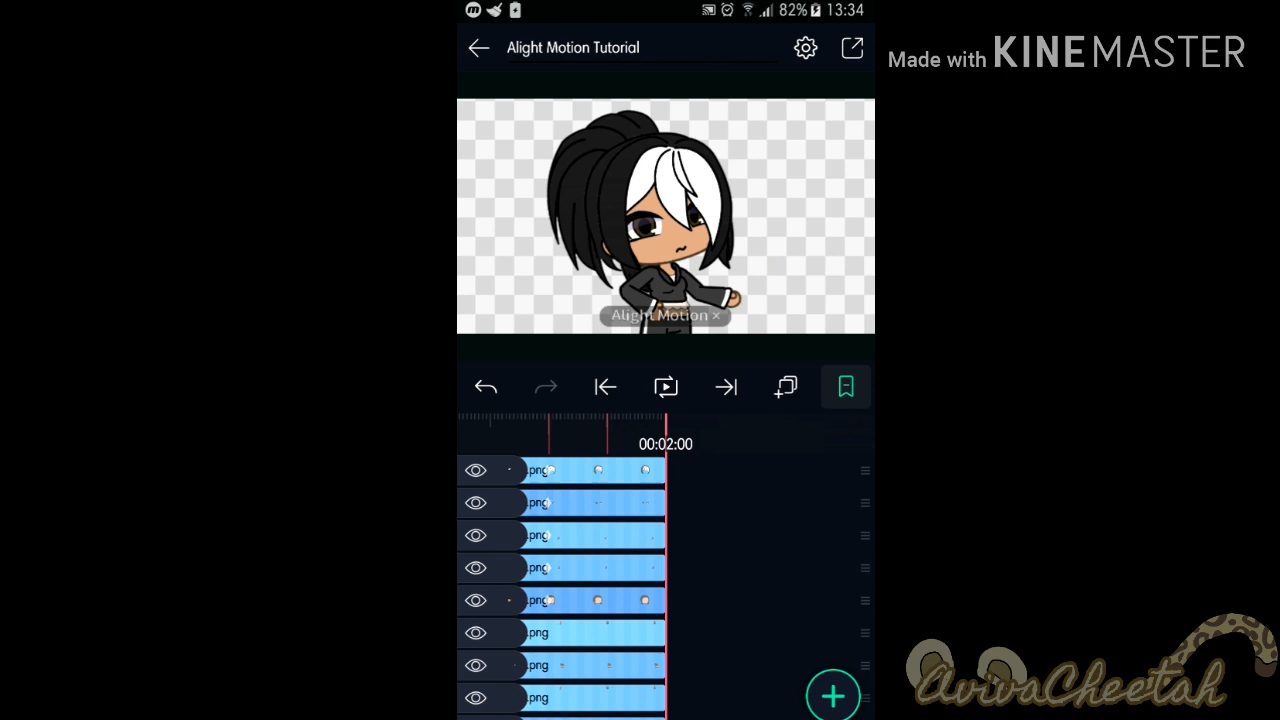 82% 13:34
Alight Motion Tutorial
Made with KINEMASTER
Alight Motion ×
00:02:00
.png
.png
.png
.png
.png
.png
.png
.png
AvivaCheetah